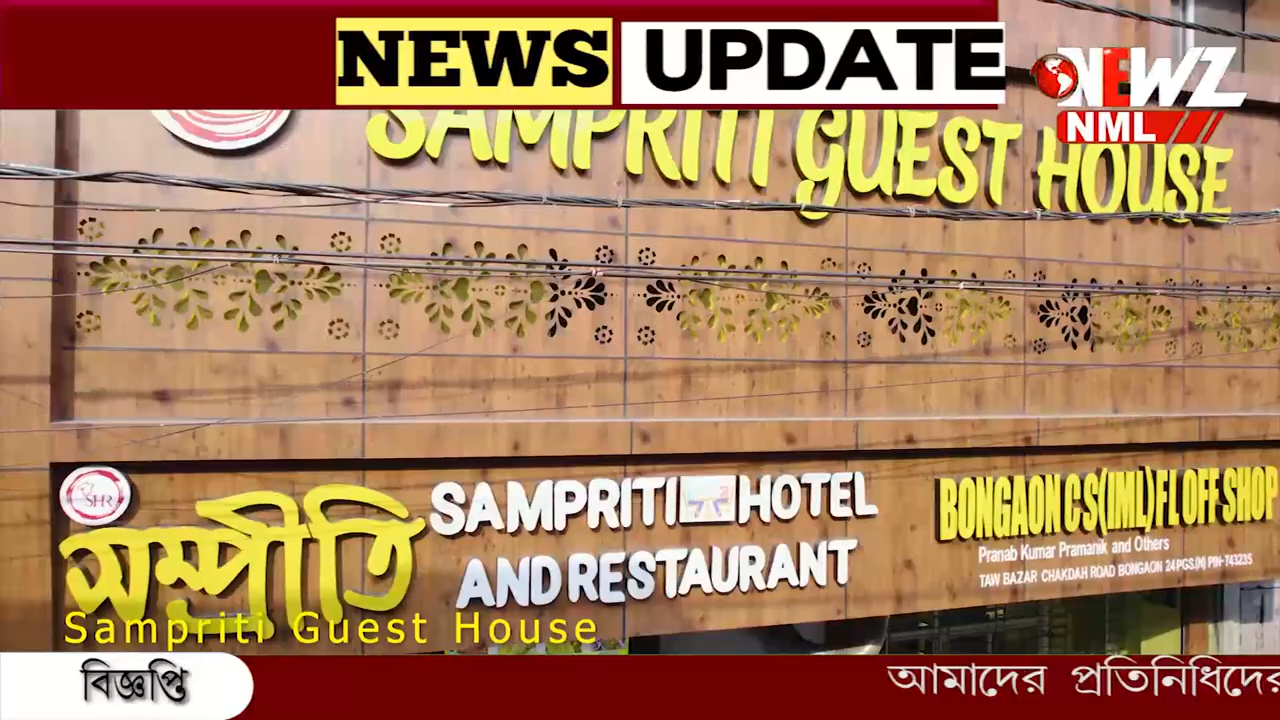 NEWS UPDATE
NEWZ
NML
SAMPRITI GUEST HOUSE
SHR
সম্প্রীতি
SAMPRITI HOTEL
AND RESTAURANT
BONGAON C S(IML)FL OFF SHOP
Pranab Kumar Pramanik and Others
TAW BAZAR CHAKDAH ROAD BONGAON 24PGS.(N) PIN-743235
Sampriti Guest House
বিজ্ঞপ্তি
আমাদের প্রতিনিধিদের